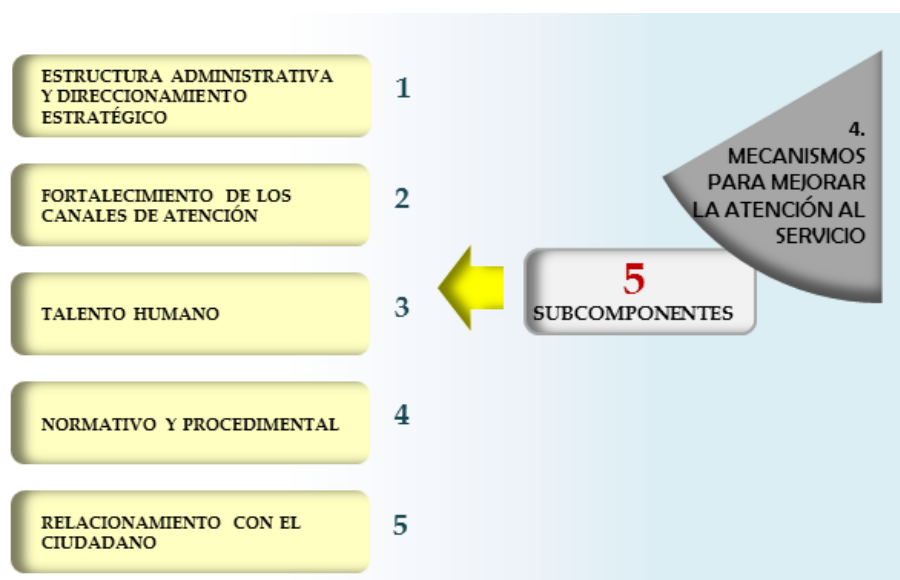 ESTRUCTURA ADMINISTRATIVA
Y DIRECCIONAMIENTO
ESTRATÉGICO
1
FORTALECIMIENTO DE LOS
CANALES DE ATENCIÓN
2
TALENTO HUMANO
3
NORMATIVO Y PROCEDIMENTAL
4
RELACIONAMIENTO CON EL
CIUDADANO
5
5
SUBCOMPONENTES
4.
MECANISMOS
PARA MEJORAR
LA ATENCIÓN AL
SERVICIO